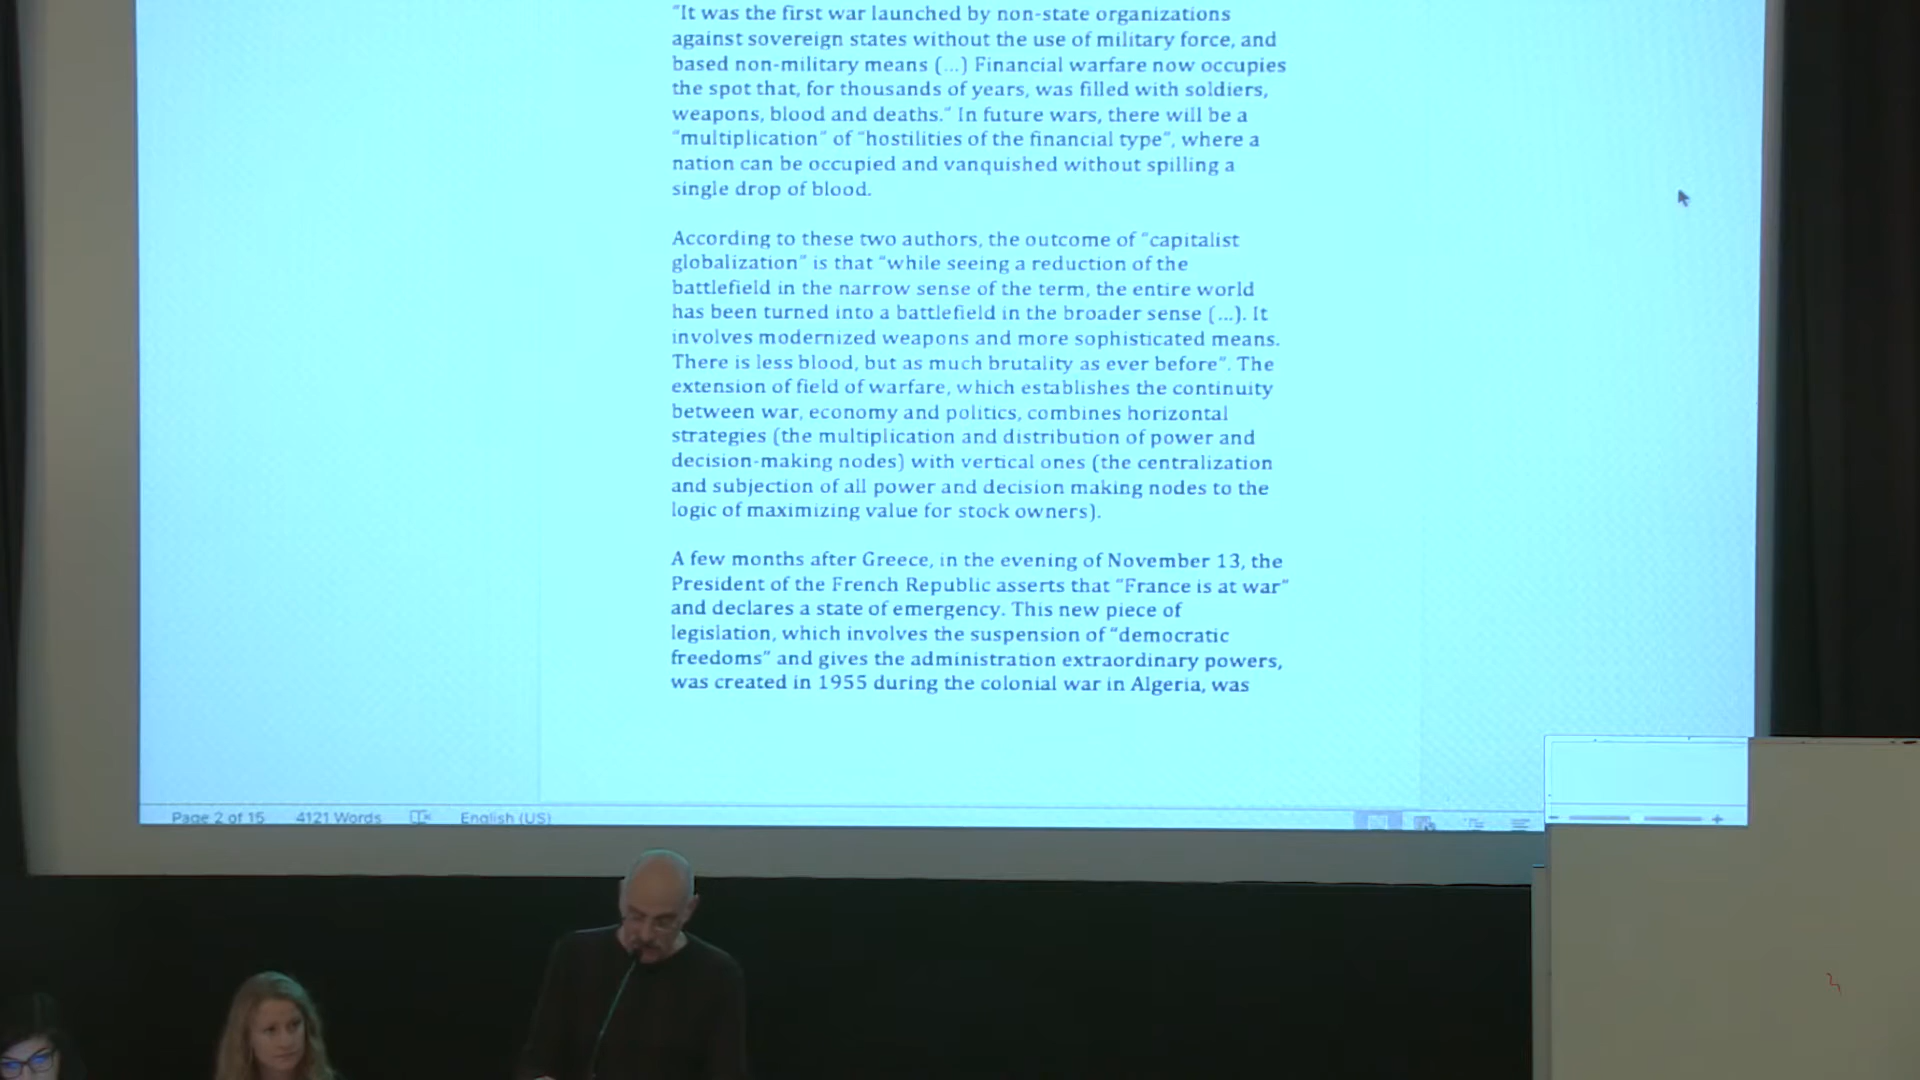 "It was the first war launched by non-state organizations
against sovereign states without the use of military force, and
based non-military means (...) Financial warfare now occupies
the spot that, for thousands of years, was filled with soldiers,
weapons, blood and deaths." In future wars, there will be a
"multiplication" of "hostilities of the financial type", where a
nation can be occupied and vanquished without spilling a
single drop of blood.
According to these two authors, the outcome of "capitalist
globalization" is that "while seeing a reduction of the
battlefield in the narrow sense of the term, the entire world
has been turned into a battlefield in the broader sense (...). It
involves modernized weapons and more sophisticated means.
There is less blood, but as much brutality as ever before". The
extension of field of warfare, which establishes the continuity
between war, economy and politics, combines horizontal
strategies (the multiplication and distribution of power and
decision-making nodes) with vertical ones (the centralization
and subjection of all power and decision making nodes to the
logic of maximizing value for stock owners).
A few months after Greece, in the evening of November 13, the
President of the French Republic asserts that "France is at war"
and declares a state of emergency. This new piece of
legislation, which involves the suspension of "democratic
freedoms" and gives the administration extraordinary powers,
was created in 1955 during the colonial war in Algeria, was
Page 2 of 15 4121 Words English (US)